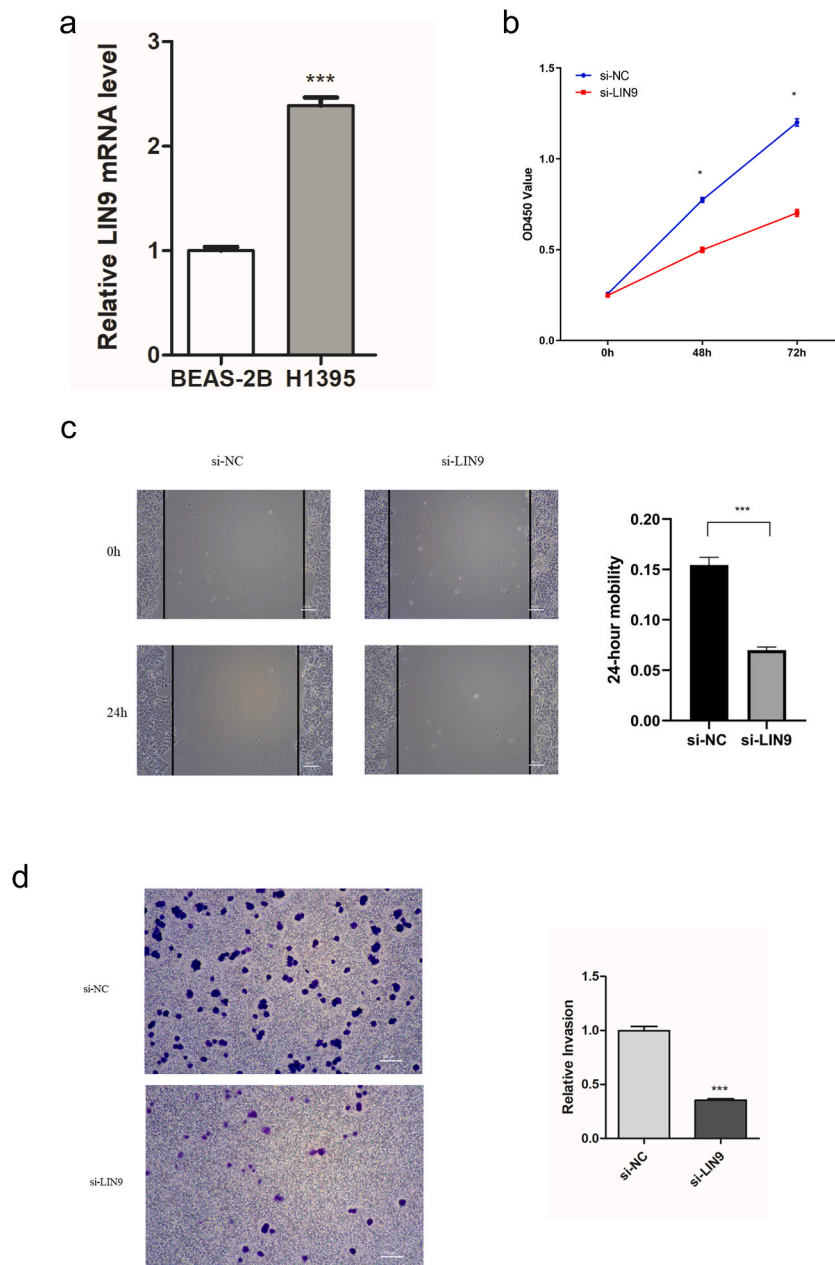 a
Relative LIN9 mRNA level
3
2
1
0
***
BEAS-2B H1395
b
si-NC
si-LIN9
OD450 Value
1.5
1.0
0.5
0.0
*
*
0h 48h 72h
c
si-NC si-LIN9
0h
24h
24-hour mobility
0.20
0.15
0.10
0.05
0.00
***
si-NC si-LIN9
d
si-NC
si-LIN9
Relative Invasion
1.5
1.0
0.5
0.0
***
si-NC
si-LIN9